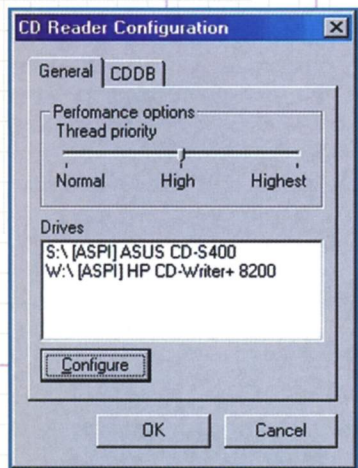 CD Reader Configuration
General CDDB
Perfomance options
Thread priority
Normal High Highest
Drives
S:\ [ASPI] ASUS CD-S400
W:\ [ASPI] HP CD-Writer+ 8200
Configure
OK Cancel